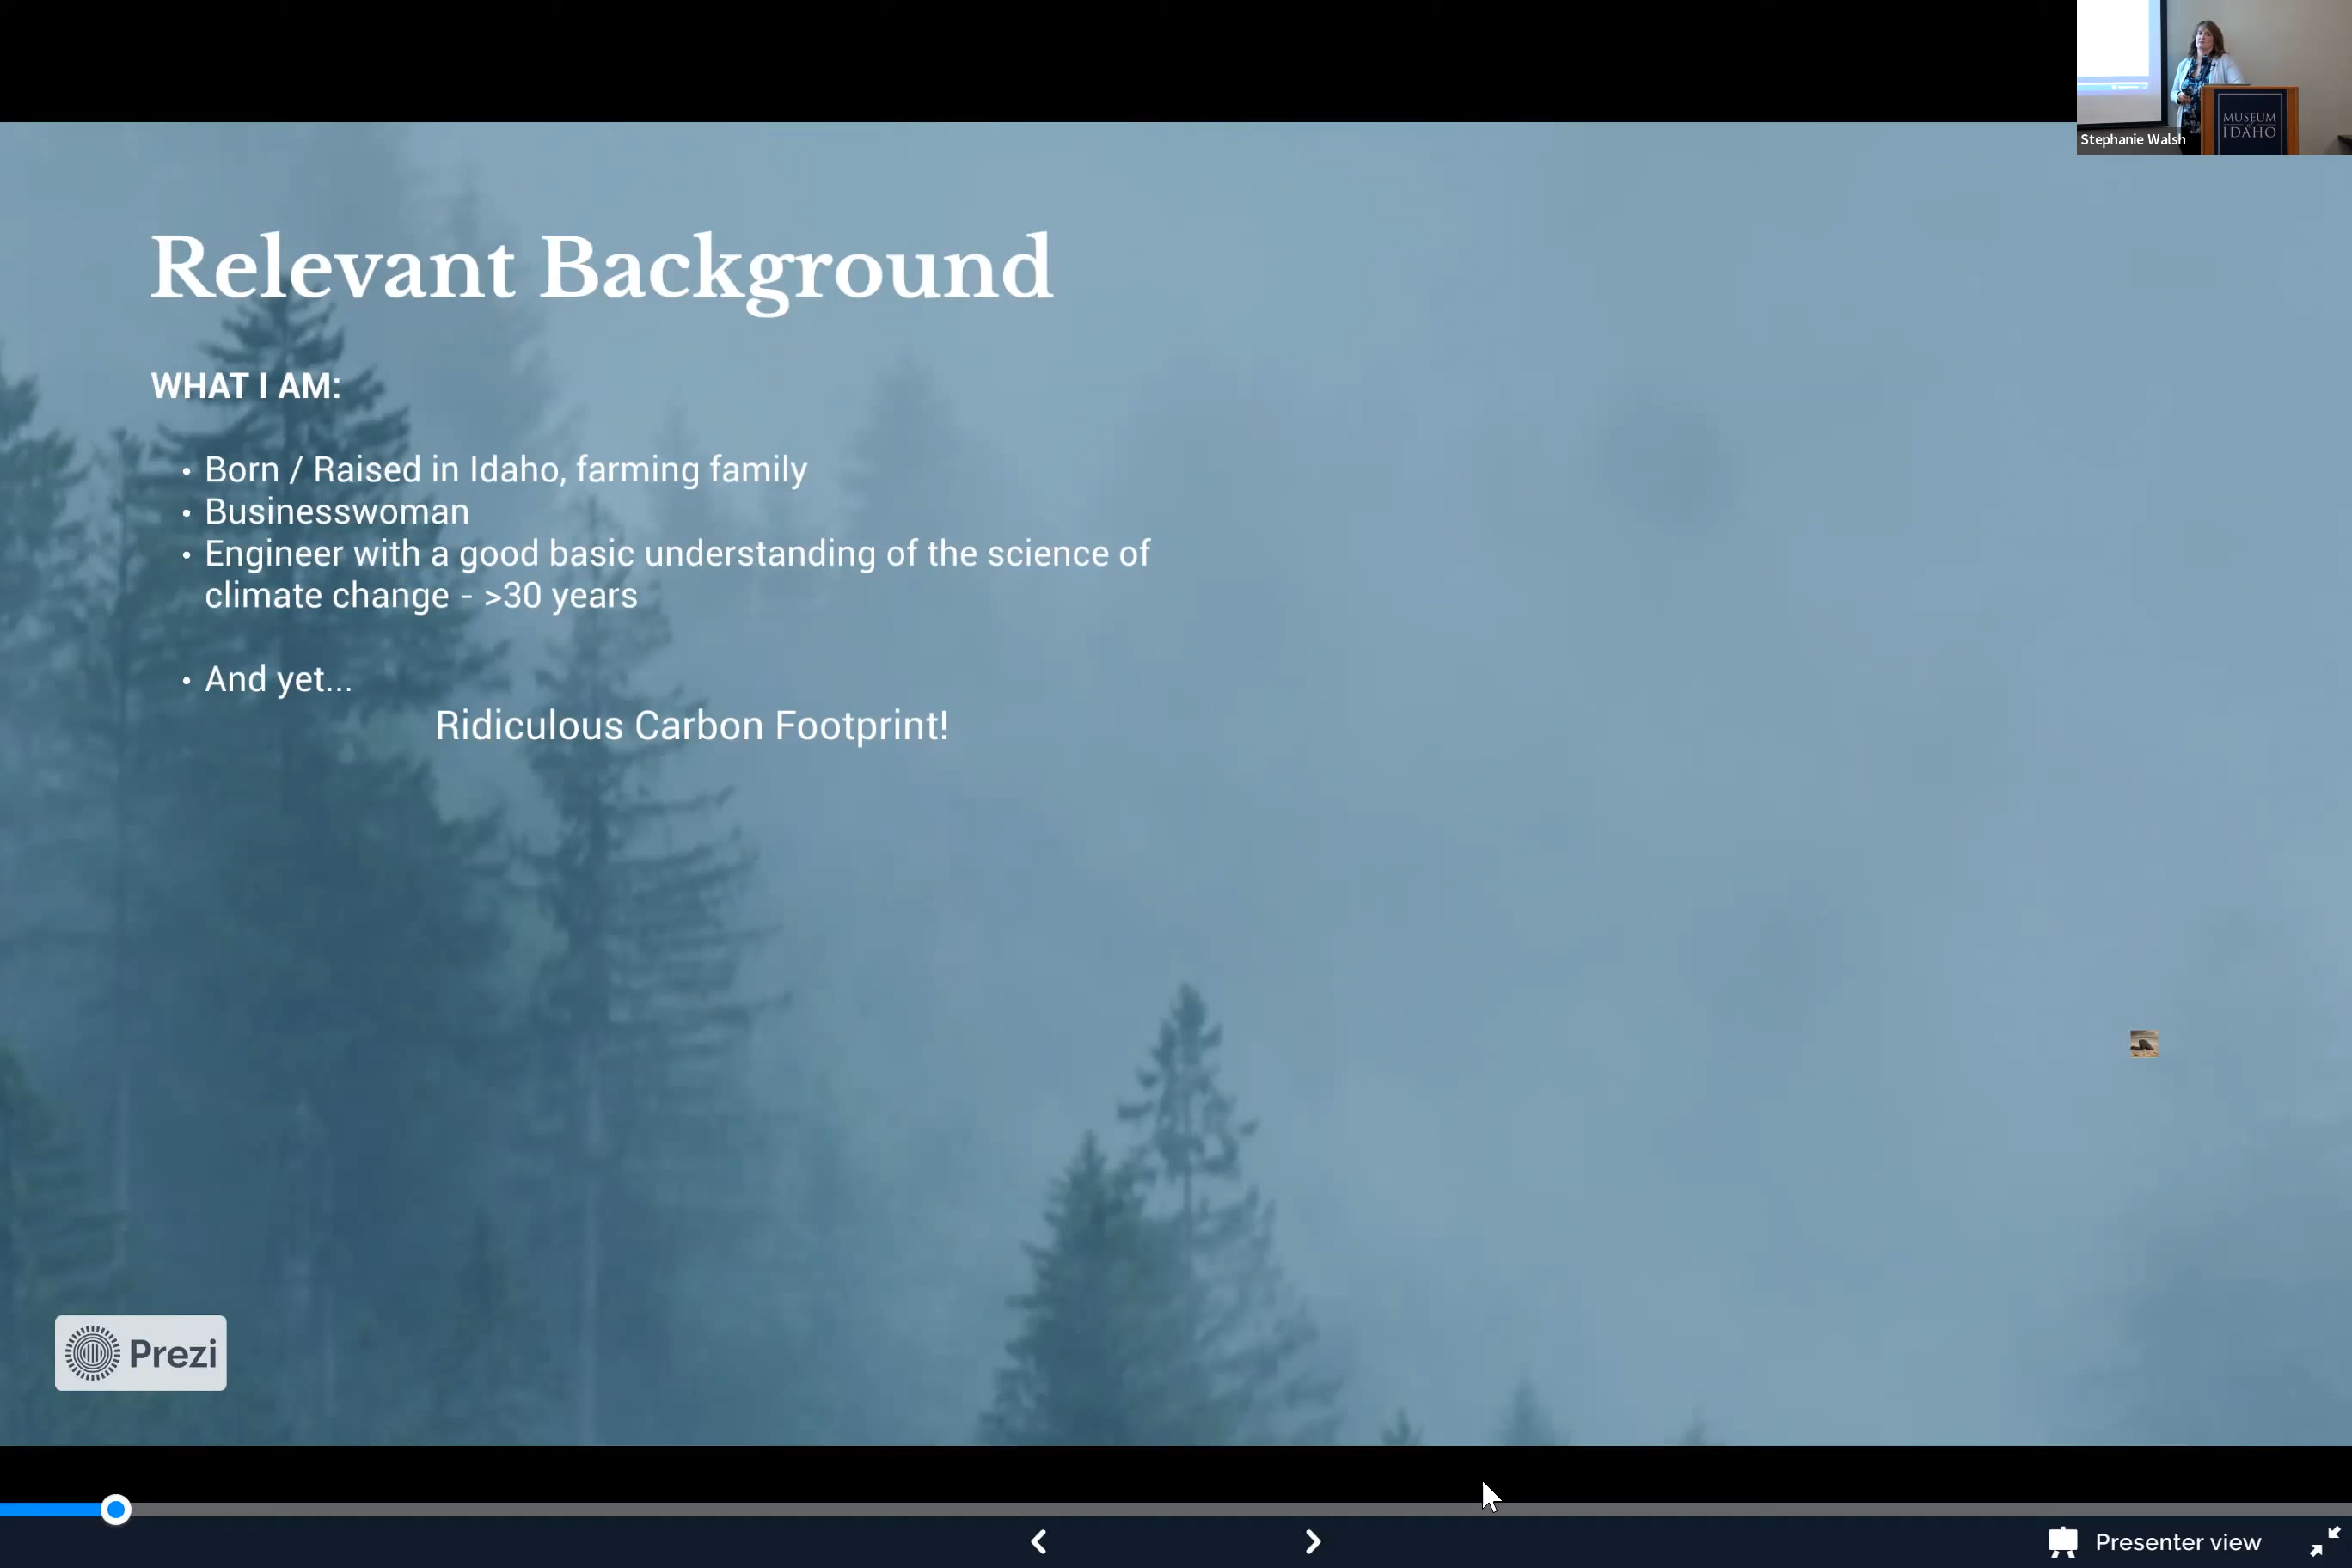 MUSEUM
of
IDAHO
Stephanie Walsh
Relevant Background
WHAT I AM:
• Born / Raised in Idaho, farming family
• Businesswoman
• Engineer with a good basic understanding of the science of
climate change - >30 years
• And yet...
Ridiculous Carbon Footprint!
Prezi
Presenter view